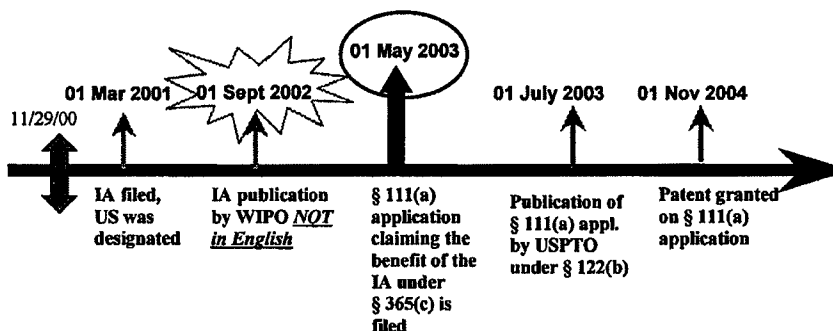 01 May 2003
01 Mar 2001
01 Sept 2002
01 July 2003
01 Nov 2004
11/29/00
IA filed,
US was
designated
IA publication
by WIPO NOT
in English
§ 111(a)
application
claiming the
benefit of the
IA under
§ 365(c) is
filed
Publication of
§ 111(a) appl.
by USPTO
under § 122(b)
Patent granted
on § 111(a)
application